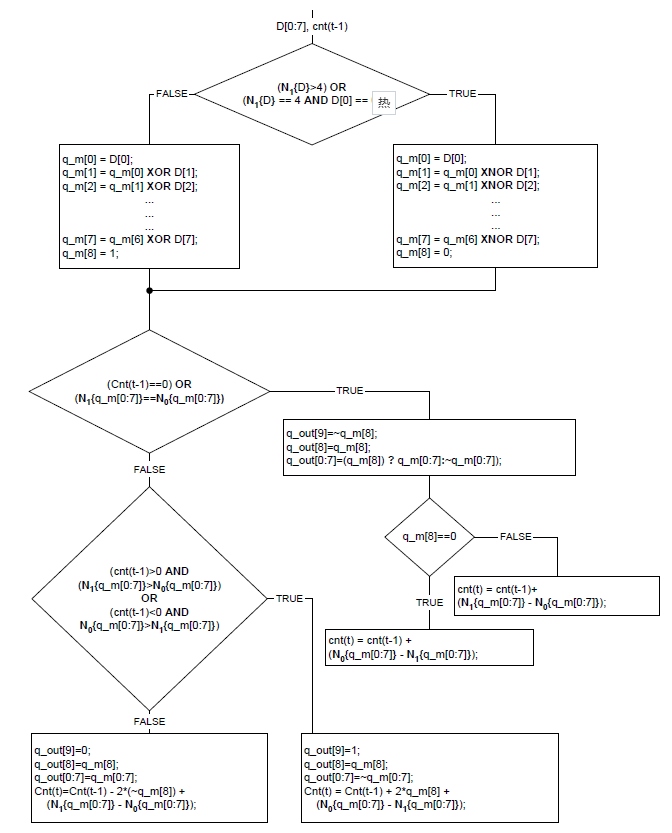 D[0:7], cnt(t-1)
(N1{D}>4) OR
(N1{D} == 4 AND D[0] ==
热
FALSE
TRUE
q_m[0] = D[0];
q_m[1] = q_m[0] XOR D[1];
q_m[2] = q_m[1] XOR D[2];
...
...
...
q_m[7] = q_m[6] XOR D[7];
q_m[8] = 1;
q_m[0] = D[0];
q_m[1] = q_m[0] XNOR D[1];
q_m[2] = q_m[1] XNOR D[2];
...
...
...
q_m[7] = q_m[6] XNOR D[7];
q_m[8] = 0;
(Cnt(t-1)==0) OR
(N1{q_m[0:7]}==N0{q_m[0:7]})
TRUE
FALSE
q_out[9]=~q_m[8];
q_out[8]=q_m[8];
q_out[0:7]=(q_m[8]) ? q_m[0:7]:~q_m[0:7]);
q_m[8]==0
FALSE
TRUE
cnt(t) = cnt(t-1)+
(N1{q_m[0:7]} - N0{q_m[0:7]});
cnt(t) = cnt(t-1) +
(N0{q_m[0:7]} - N1{q_m[0:7]});
(cnt(t-1)>0 AND
(N1{q_m[0:7]}>N0{q_m[0:7]})
OR
(cnt(t-1)<0 AND
N0{q_m[0:7]}>N1{q_m[0:7]})
TRUE
FALSE
q_out[9]=0;
q_out[8]=q_m[8];
q_out[0:7]=q_m[0:7];
Cnt(t)=Cnt(t-1) - 2*(~q_m[8]) +
(N1{q_m[0:7]} - N0{q_m[0:7]});
q_out[9]=1;
q_out[8]=q_m[8];
q_out[0:7]=~q_m[0:7];
Cnt(t) = Cnt(t-1) + 2*q_m[8] +
(N0{q_m[0:7]} - N1{q_m[0:7]});